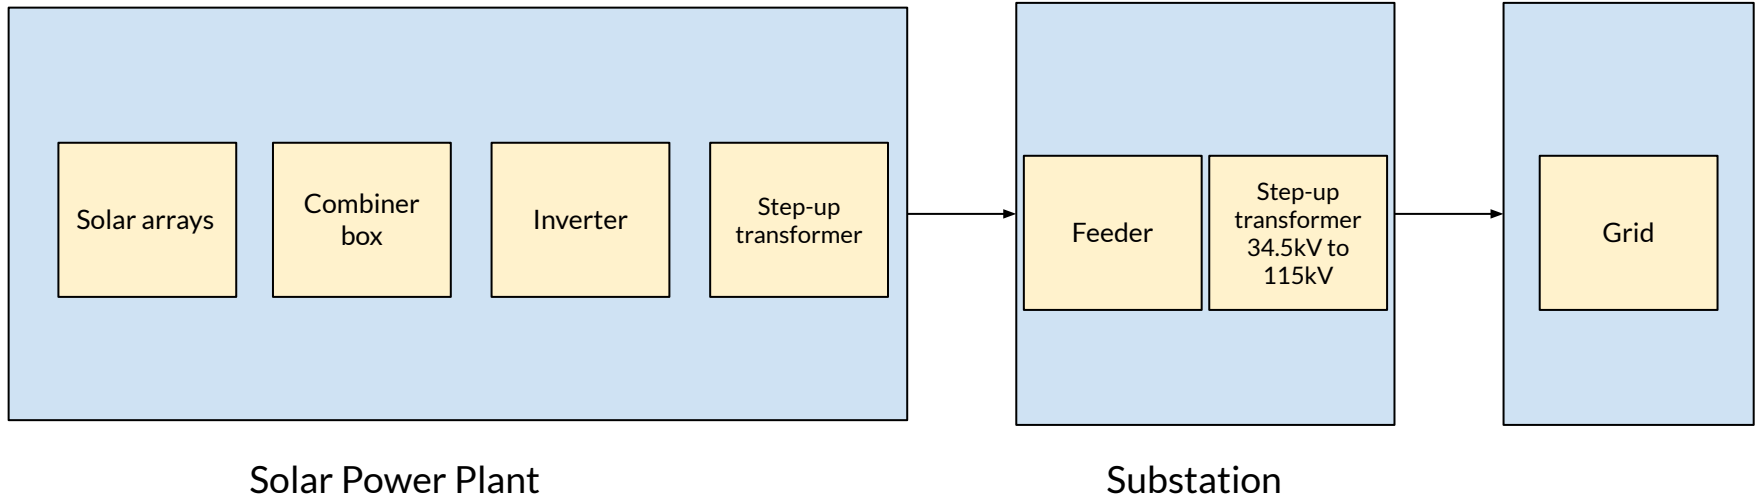 Solar arrays
Combiner
box
Inverter
Step-up
transformer
Feeder
Step-up
transformer
34.5kV to
115kV
Grid
Solar Power Plant
Substation